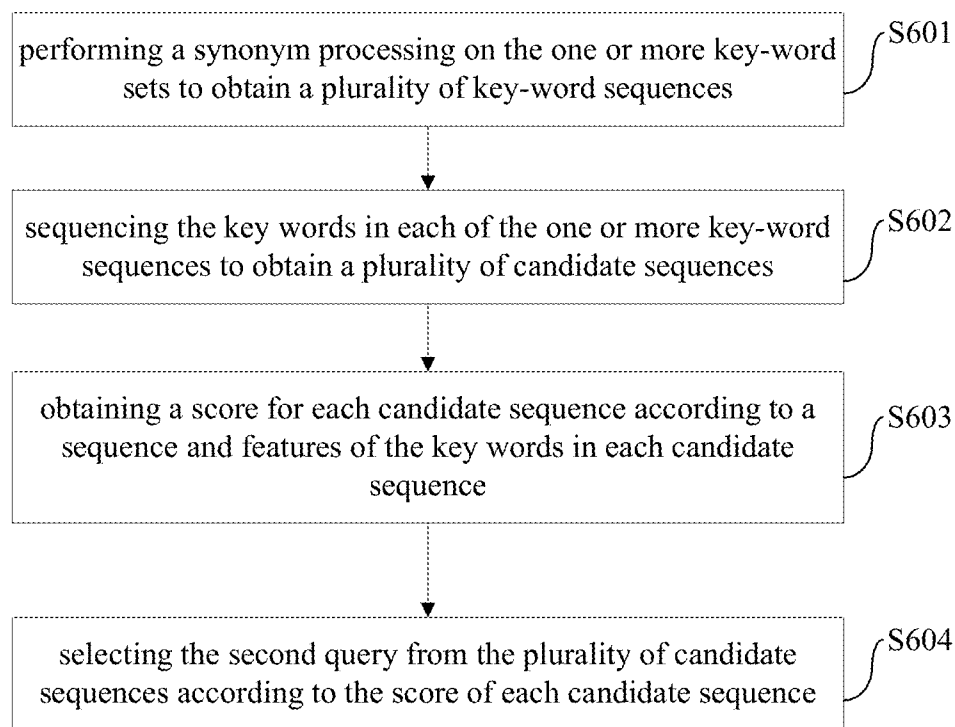 performing a synonym processing on the one or more key-word
sets to obtain a plurality of key-word sequences
S601
sequencing the key words in each of the one or more key-word
sequences to obtain a plurality of candidate sequences
S602
obtaining a score for each candidate sequence according to a
sequence and features of the key words in each candidate
sequence
S603
selecting the second query from the plurality of candidate
sequences according to the score of each candidate sequence
S604